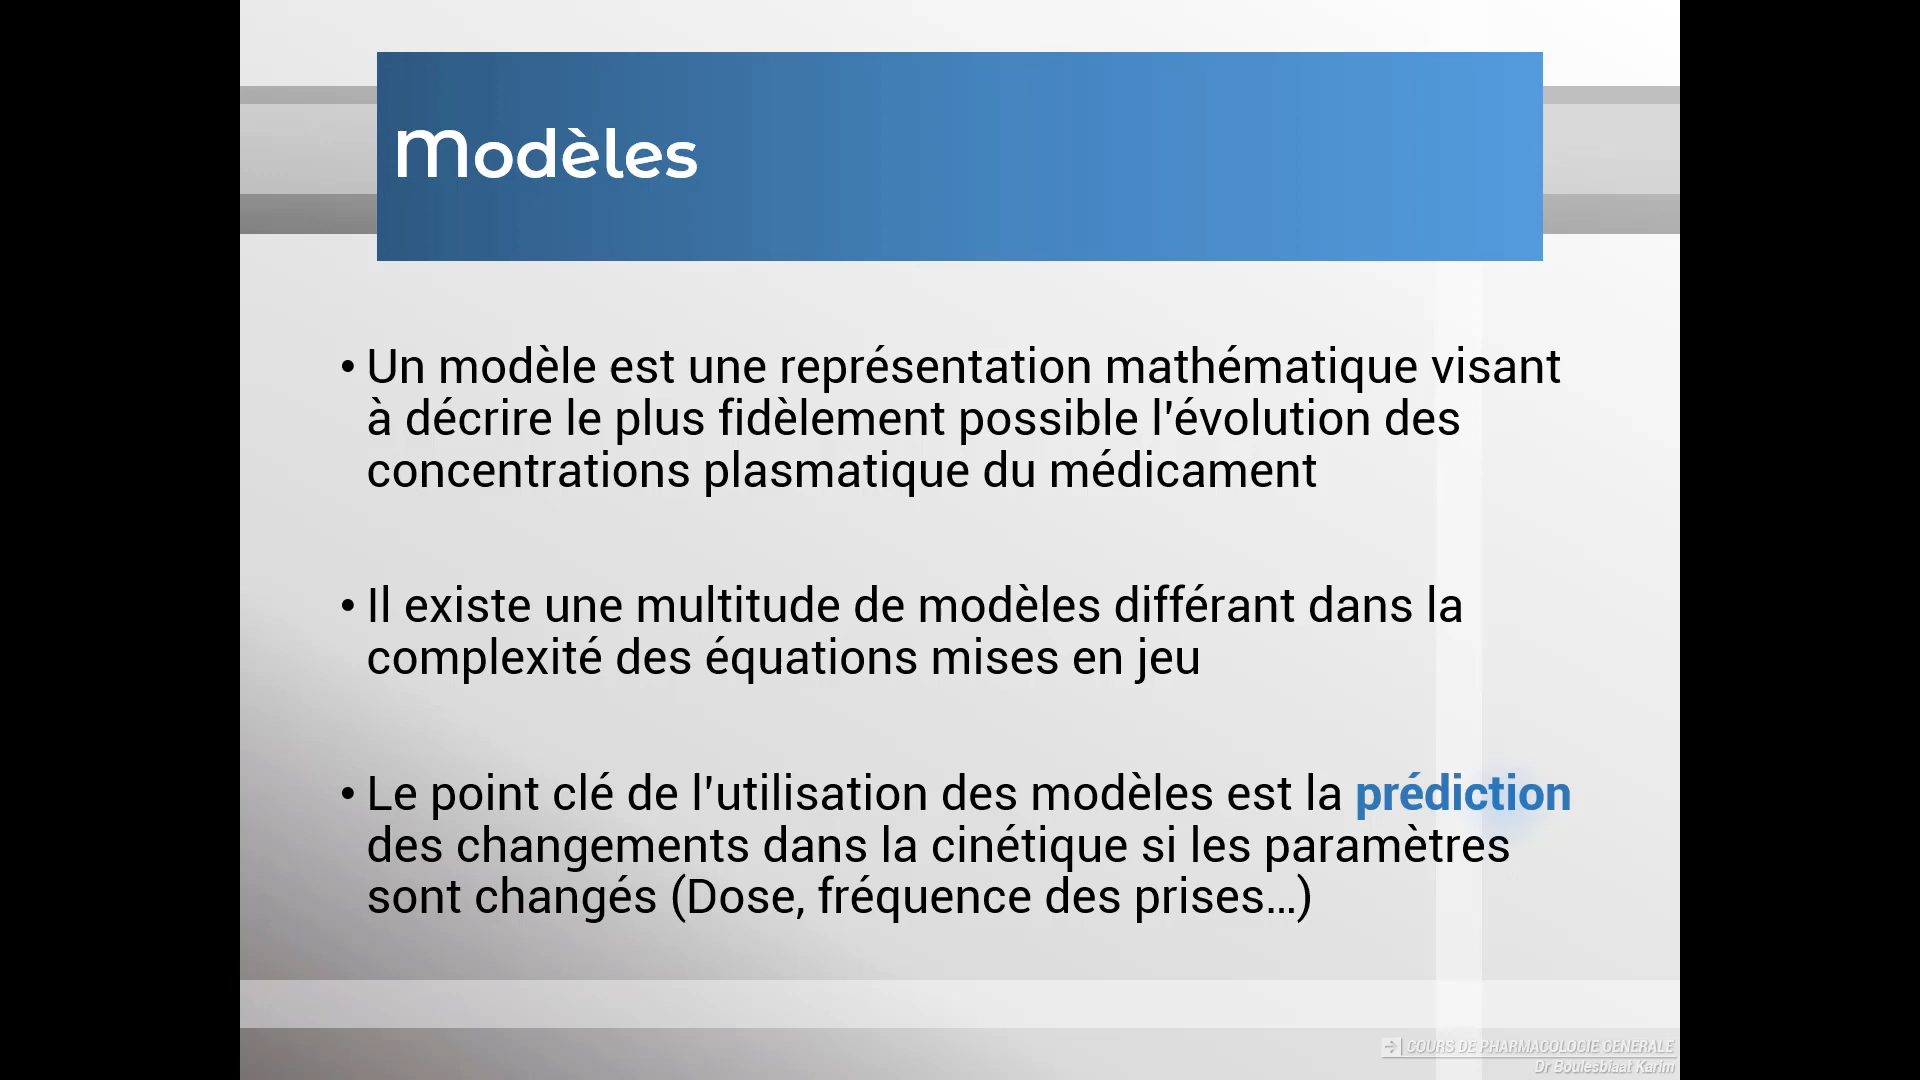 Modèles
• Un modèle est une représentation mathématique visant
à décrire le plus fidèlement possible l'évolution des
concentrations plasmatique du médicament
• Il existe une multitude de modèles différant dans la
complexité des équations mises en jeu
• Le point clé de l'utilisation des modèles est la prédiction
des changements dans la cinétique si les paramètres
sont changés (Dose, fréquence des prises…)
COURS DE PHARMACOLOGIE GENERALE
Dr Boulesblaat Karim